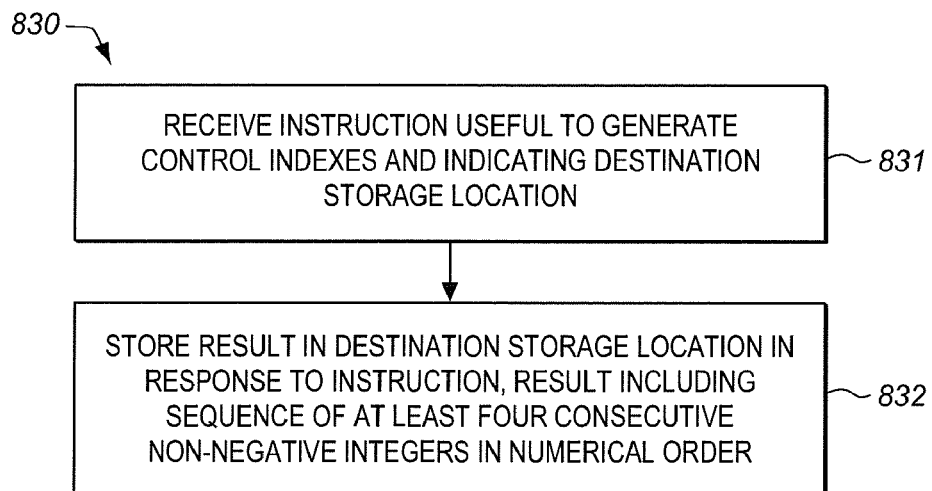 830
RECEIVE INSTRUCTION USEFUL TO GENERATE
CONTROL INDEXES AND INDICATING DESTINATION
STORAGE LOCATION
831
STORE RESULT IN DESTINATION STORAGE LOCATION IN
RESPONSE TO INSTRUCTION, RESULT INCLUDING
SEQUENCE OF AT LEAST FOUR CONSECUTIVE
NON-NEGATIVE INTEGERS IN NUMERICAL ORDER
832